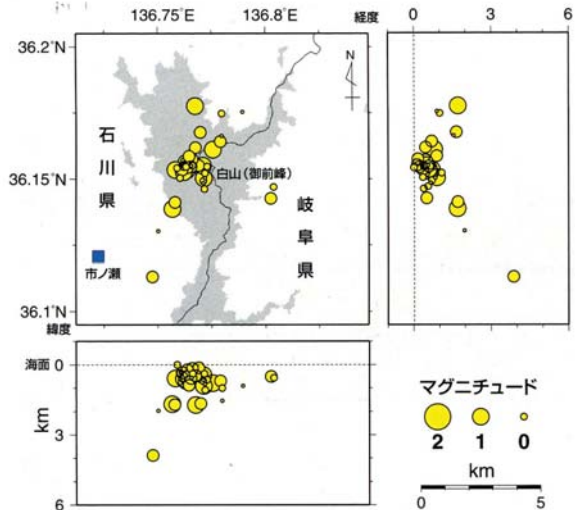 136.75°E
136.8°
経度
0
3
6
36.2°
N
石川県
白山(御前峰)
36.15°
岐阜県
市ノ瀬
36.1°N
緯度
海面 0
3
km
6
マグニチュード
2
1
0
km
0
5